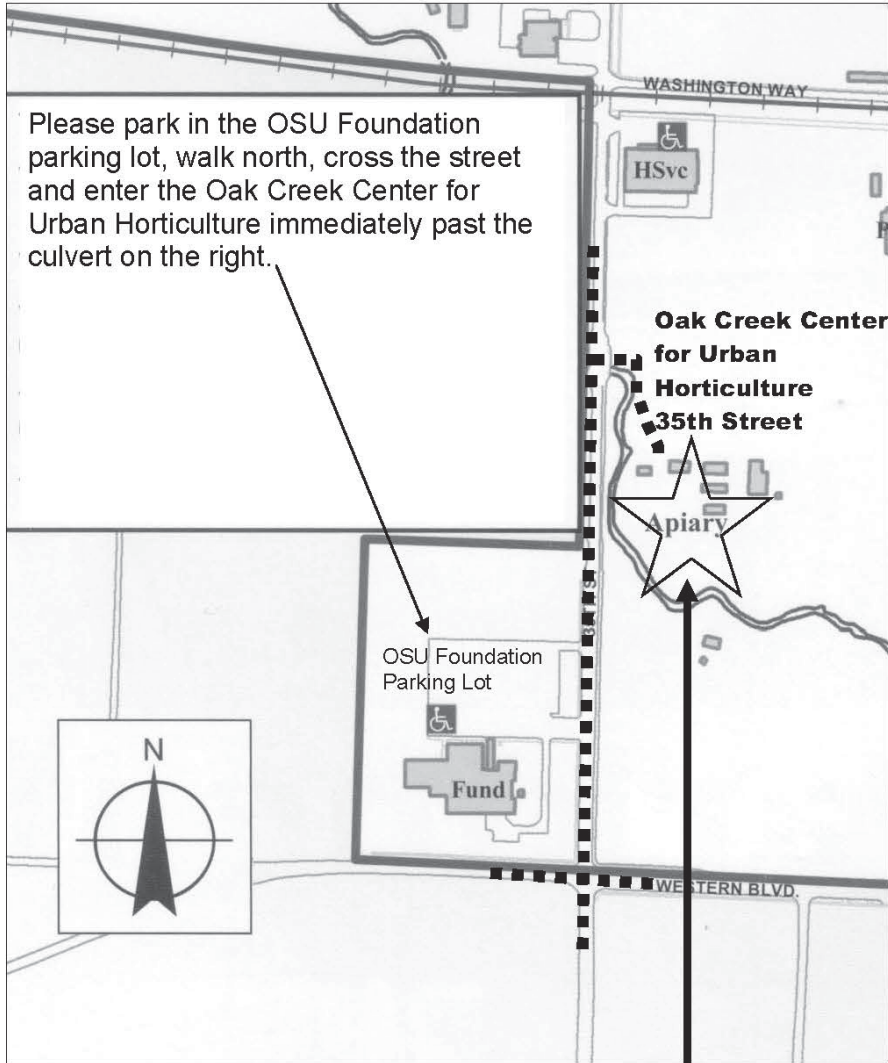 WASHINGTON WAY
Please park in the OSU Foundation
parking lot, walk north, cross the street
and enter the Oak Creek Center for
Urban Horticulture immediately past the
culvert on the right.
HSvc
Oak Creek Center
for Urban
Horticulture
35th Street
Apiary
OSU Foundation
Parking Lot
N
Fund
WESTERN BLVD.